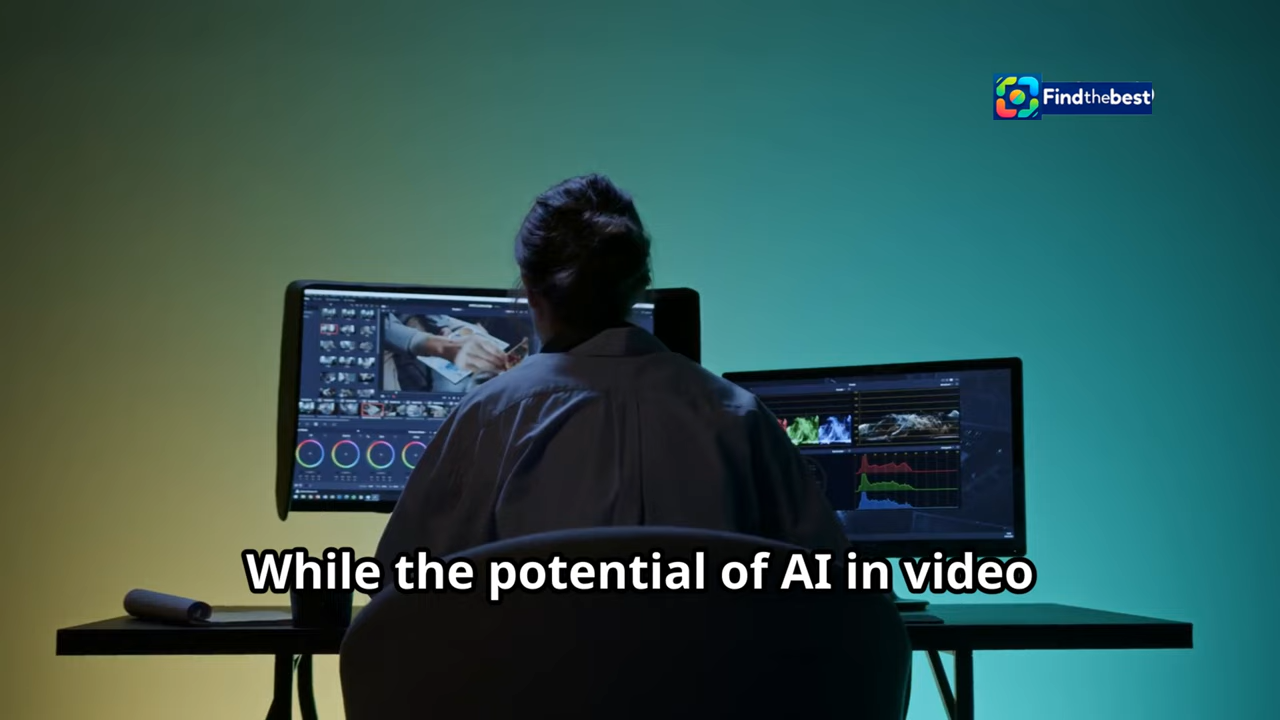 Findthebest
While the potential of AI in video